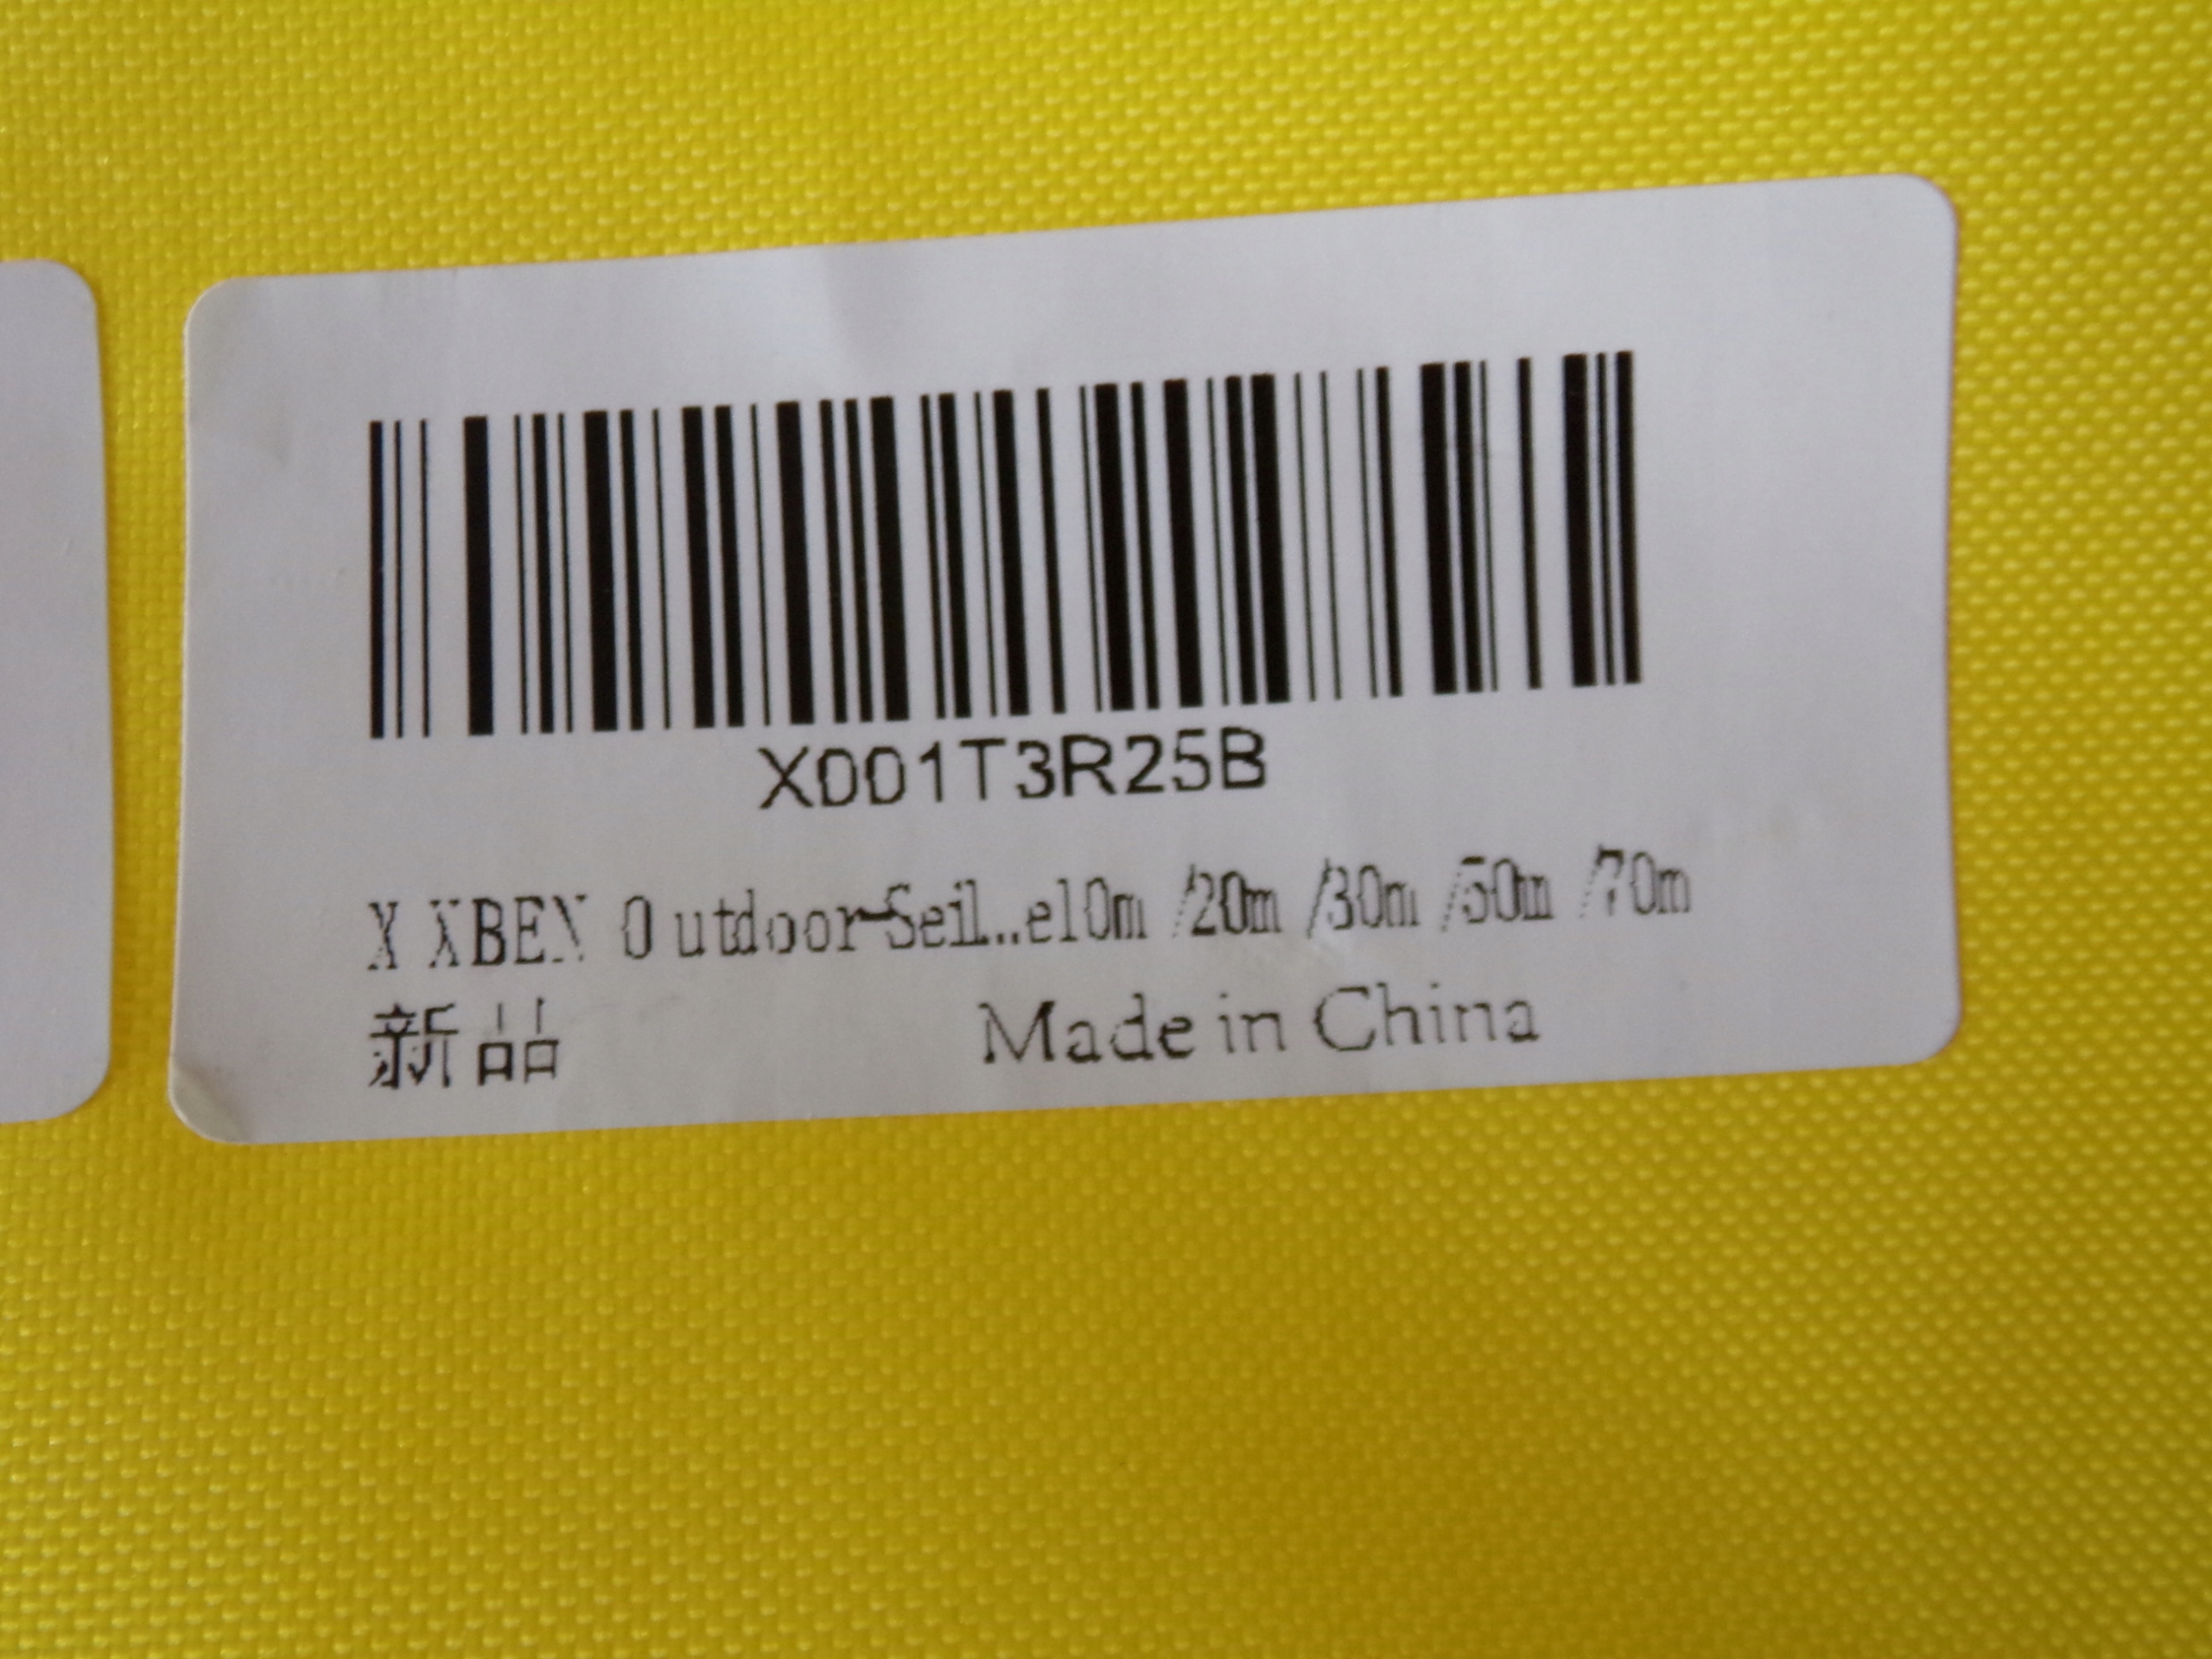 X001T3R25B
X XBEN Outdoor-Seil...e10m /20m /30m /50m /70m
新品 Made in China